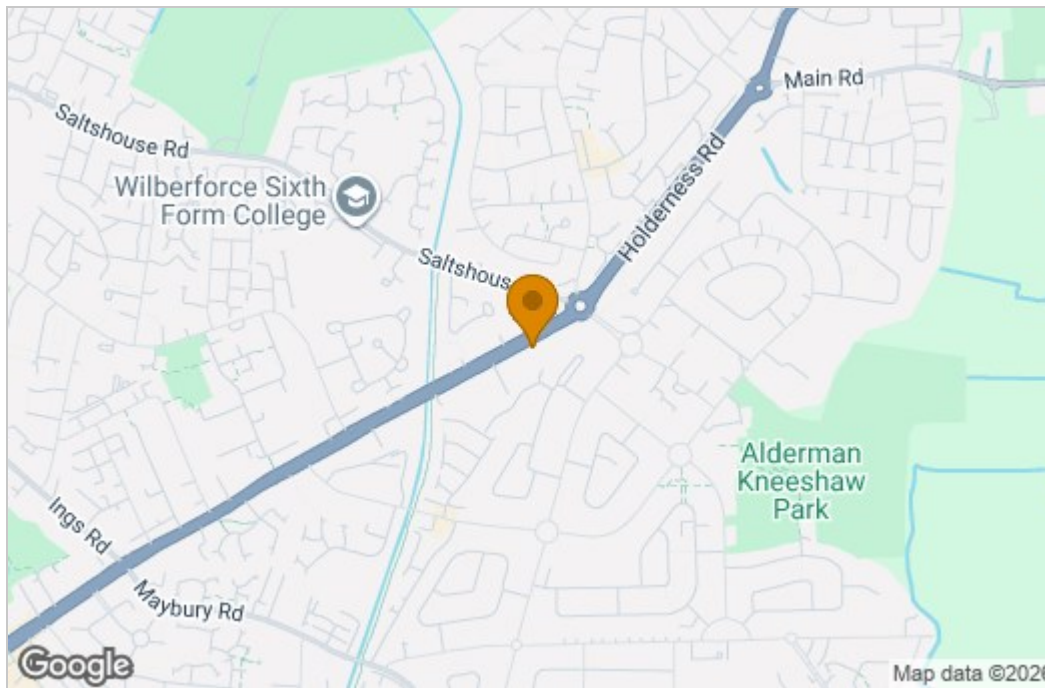 Main Rd
Saltshouse Rd
Holderness Rd
Wilberforce Sixth
Form College
Saltshous
Alderman
Kneeshaw
Park
Ings Rd
Maybury Rd
Google
Map data ©2026